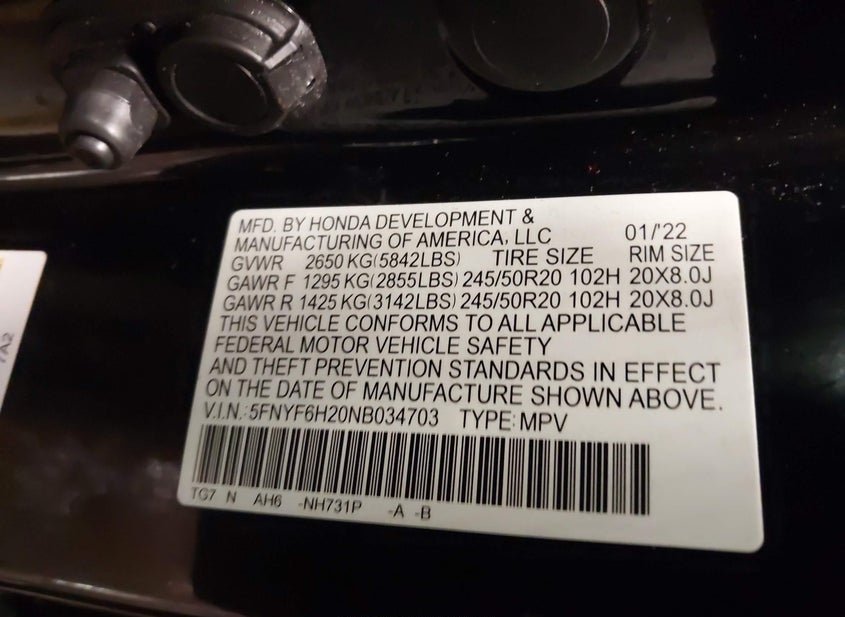 MFD. BY HONDA DEVELOPMENT &
MANUFACTURING OF AMERICA, LLC 01/'22
GVWR 2650 KG(5842LBS) TIRE SIZE RIM SIZE
GAWR F 1295 KG(2855LBS) 245/50R20 102H 20X8.0J
GAWR R 1425 KG(3142LBS) 245/50R20 102H 20X8.0J
THIS VEHICLE CONFORMS TO ALL APPLICABLE
FEDERAL MOTOR VEHICLE SAFETY
AND THEFT PREVENTION STANDARDS IN EFFECT
ON THE DATE OF MANUFACTURE SHOWN ABOVE.
V.I.N.:5FNYF6H20NB034703 TYPE:MPV
TG7 N AH6 -NH731P -A -B